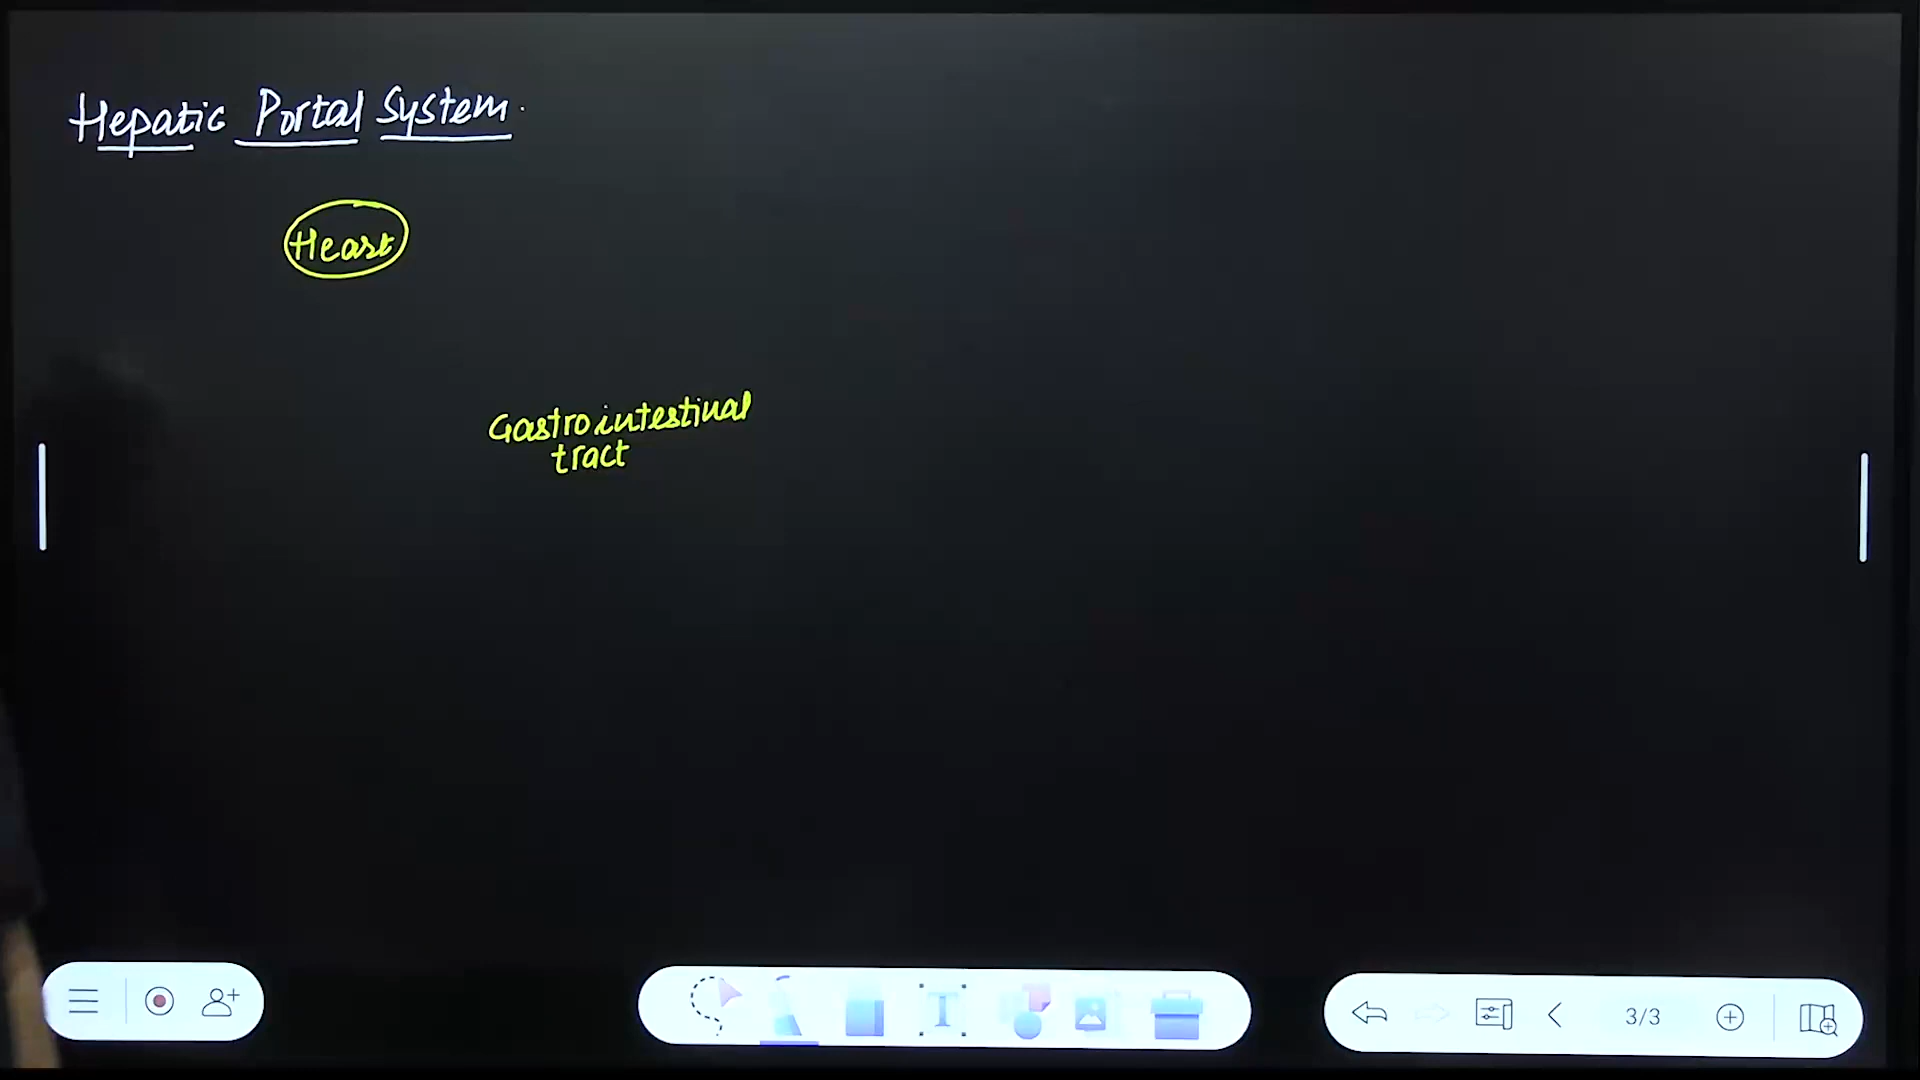 Hepatic Portal System.
Heart
Gastrointestinal
tract
3/3